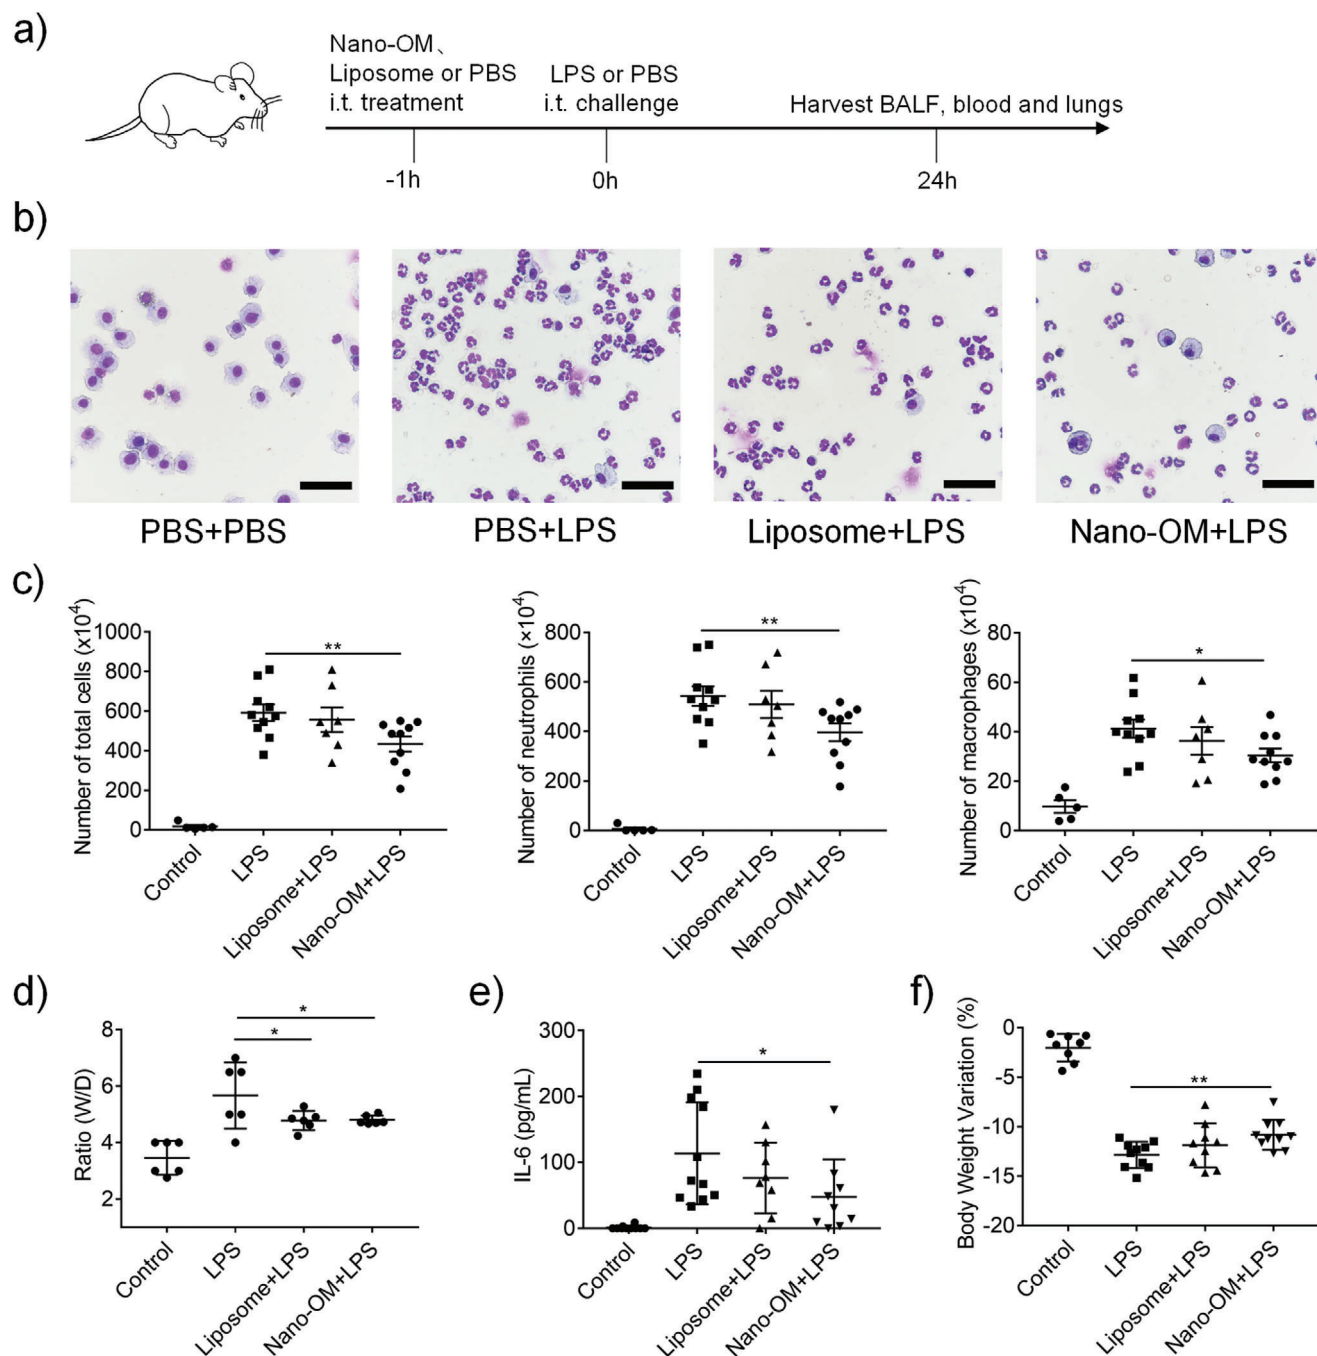 a)
Nano-OM、
Liposome or PBS
i.t. treatment
LPS or PBS
i.t. challenge
Harvest BALF, blood and lungs
-1h
0h
24h
b)
PBS+PBS
PBS+LPS
Liposome+LPS
Nano-OM+LPS
c)
Number of total cells (x10⁴)
1000
800
600
400
200
0
**
Control
LPS
Liposome+LPS
Nano-OM+LPS
Number of neutrophils (×10⁴)
800
600
400
200
0
**
Control
LPS
Liposome+LPS
Nano-OM+LPS
Number of macrophages (x10⁴)
80
60
40
20
0
*
Control
LPS
Liposome+LPS
Nano-OM+LPS
d)
Ratio (W/D)
8
6
4
2
*
*
Control
LPS
Liposome+LPS
Nano-OM+LPS
e)
IL-6 (pg/mL)
300
200
100
0
*
Control
LPS
Liposome+LPS
Nano-OM+LPS
f)
Body Weight Variation (%)
0
-5
-10
-15
-20
**
Control
LPS
Liposome+LPS
Nano-OM+LPS